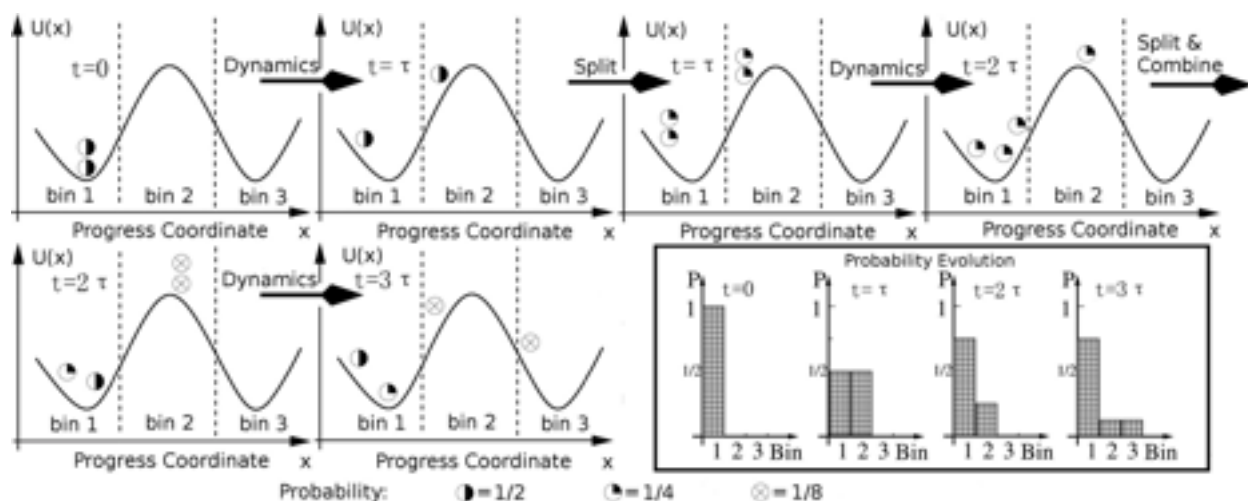 U(x)
t=0
bin 1 bin 2 bin 3
Progress Coordinate x
Dynamics
U(x)
t= τ
bin 1 bin 2 bin 3
Progress Coordinate x
Split
U(x)
t= τ
bin 1 bin 2 bin 3
Progress Coordinate x
Dynamics
U(x)
t=2 τ
bin 1 bin 2 bin 3
Progress Coordinate x
Split &
Combine
U(x)
t=2 τ
bin 1 bin 2 bin 3
Progress Coordinate x
Dynamics
U(x)
t=3 τ
bin 1 bin 2 bin 3
Progress Coordinate x
Probability Evolution
P t=0
1
1/2
1 2 3 Bin
P t= τ
1
1/2
1 2 3 Bin
P t=2 τ
1
1/2
1 2 3 Bin
P t=3 τ
1
1/2
1 2 3 Bin
Probability: =1/2 =1/4 =1/8